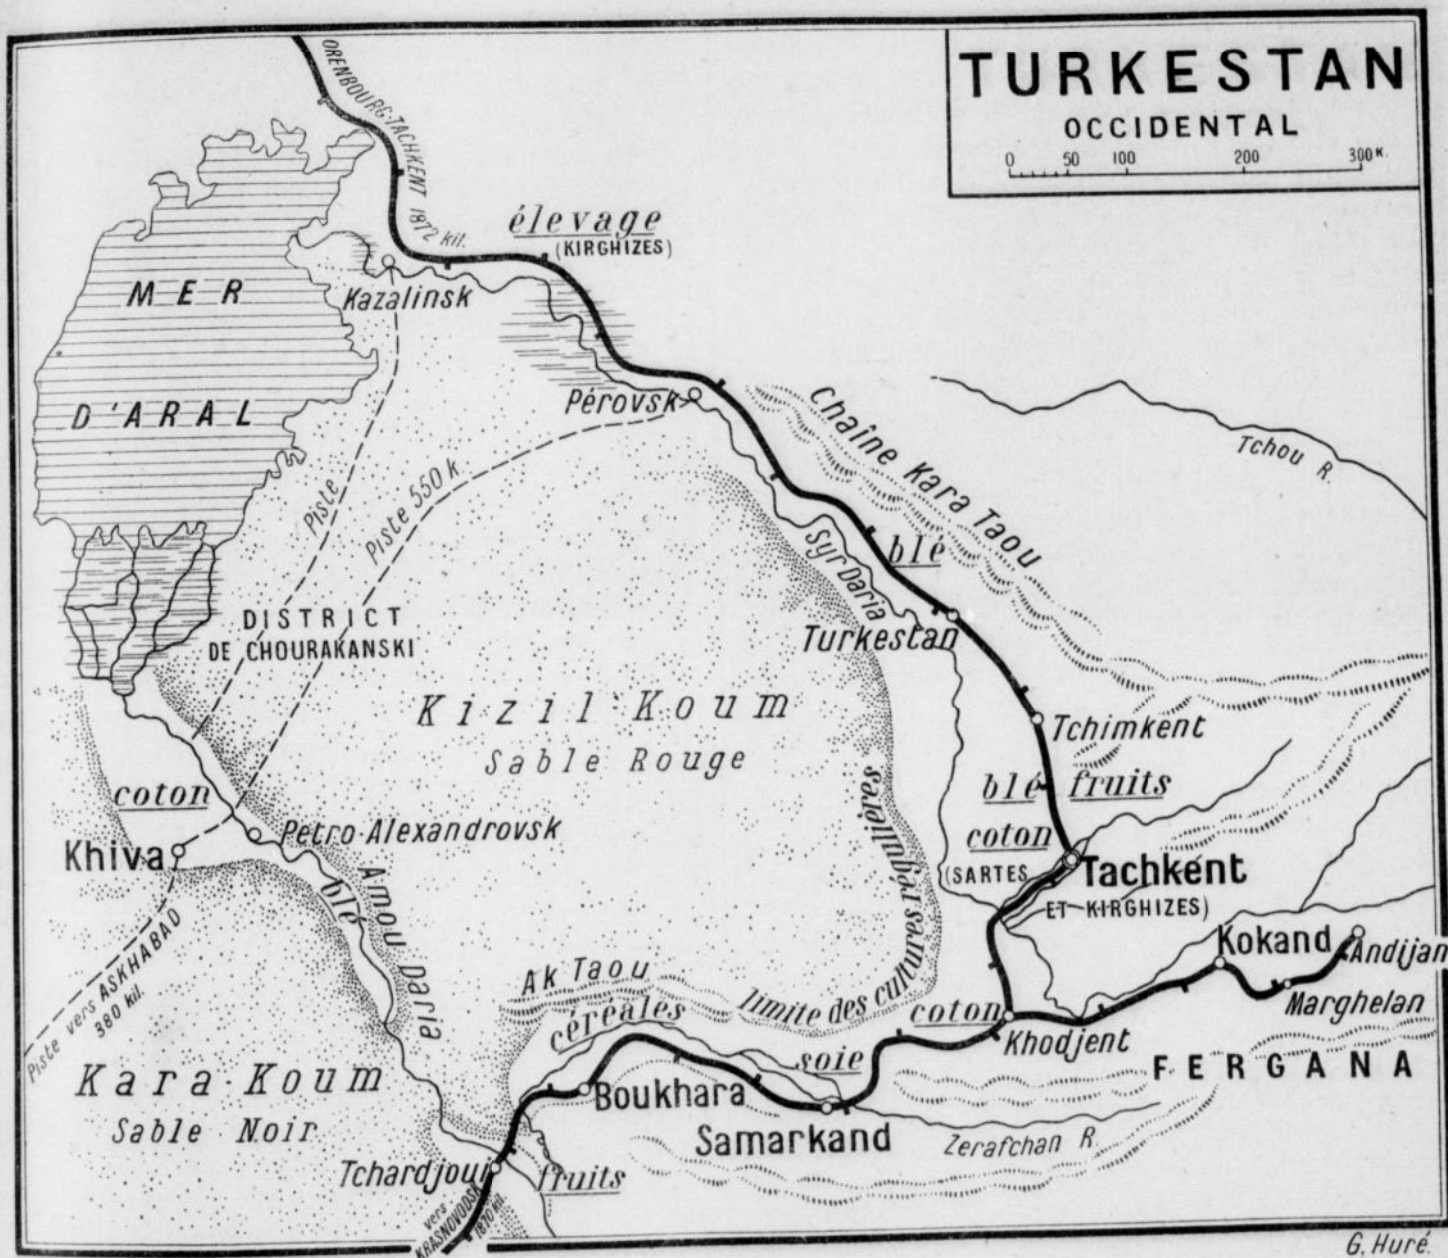 TURKESTAN
OCCIDENTAL
0 50 100 200 300 K.
ORENBOURG-TACHKENT 1872 kil.
élevage
(KIRGHIZES)
MER
D'ARAL
Kazalinsk
Pérovsk
Chaîne Kara Taou
Tchou R.
Piste
Piste 550 k
blé
Syr Daria
Turkestan
DISTRICT
DE CHOURAKANSKI
Kizil-Koum
Sable Rouge
Tchimkent
blé fruits
coton
Tachkent
(SARTES
ET KIRGHIZES)
coton
Petro-Alexandrovsk
Khiva
blé
Amou Daria
Piste vers ASKHABAD
380 kil.
limite des cultures régulières
Ak Taou
céréales
Kokand
Andijan
Marghelan
coton
Khodjent
soie
FERGANA
Kara-Koum
Sable Noir
Boukhara
Samarkand
Zerafchan R.
Tchardjoui
fruits
vers
KRASNOVODSK
1870 kil.
G. Huré